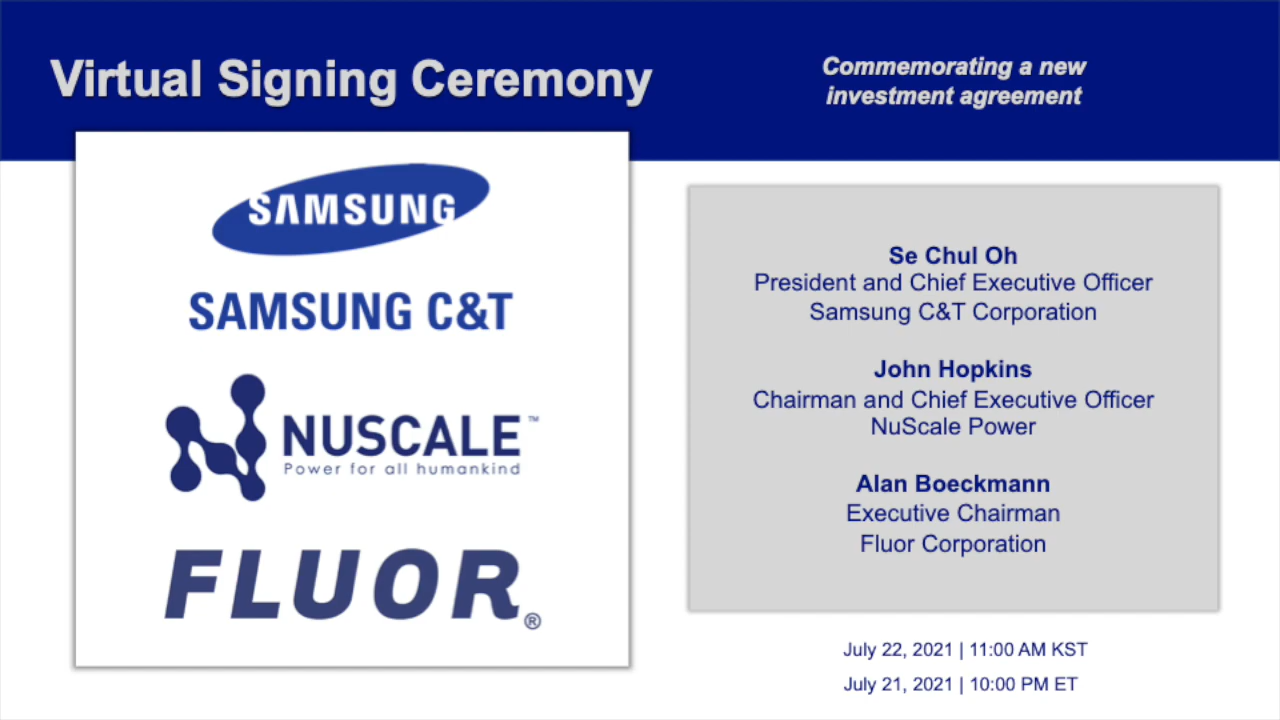 Virtual Signing Ceremony
Commemorating a new
investment agreement
SAMSUNG
SAMSUNG C&T
NUSCALE™
Power for all humankind
FLUOR®
Se Chul Oh
President and Chief Executive Officer
Samsung C&T Corporation
John Hopkins
Chairman and Chief Executive Officer
NuScale Power
Alan Boeckmann
Executive Chairman
Fluor Corporation
July 22, 2021 | 11:00 AM KST
July 21, 2021 | 10:00 PM ET